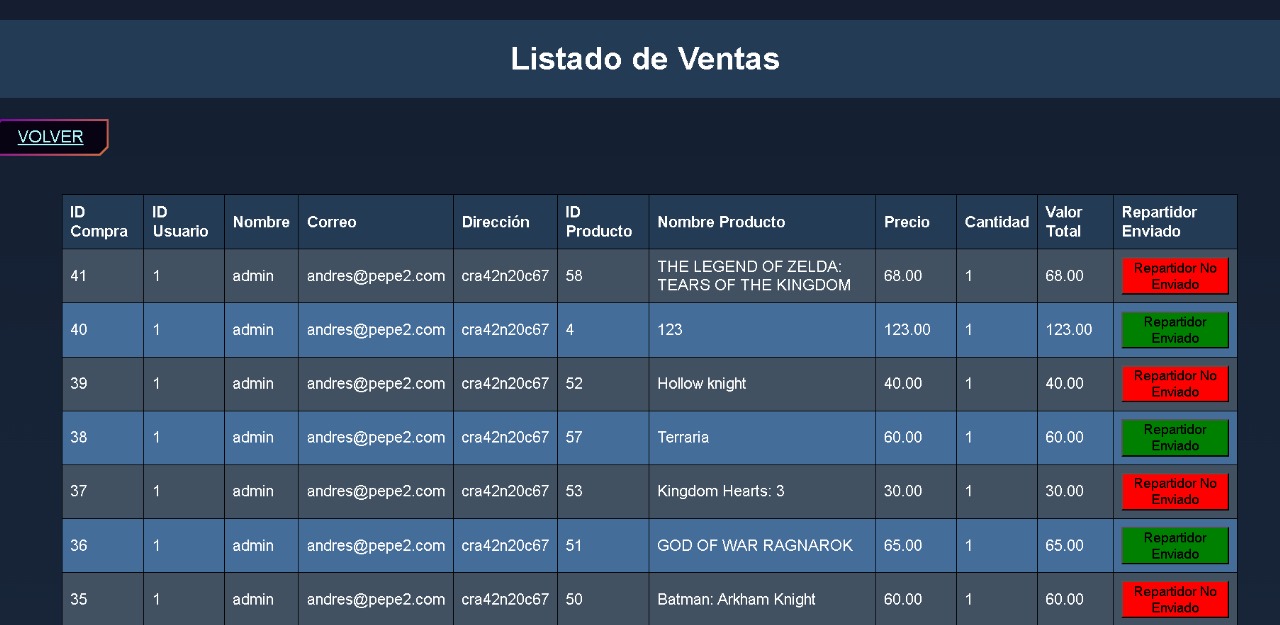 Listado de Ventas
VOLVER
ID Compra ID Usuario Nombre Correo Dirección ID Producto Nombre Producto Precio Cantidad Valor Total Repartidor Enviado
41 1 admin andres@pepe2.com cra42n20c67 58 THE LEGEND OF ZELDA: TEARS OF THE KINGDOM 68.00 1 68.00 Repartidor No Enviado
40 1 admin andres@pepe2.com cra42n20c67 4 123 123.00 1 123.00 Repartidor Enviado
39 1 admin andres@pepe2.com cra42n20c67 52 Hollow knight 40.00 1 40.00 Repartidor No Enviado
38 1 admin andres@pepe2.com cra42n20c67 57 Terraria 60.00 1 60.00 Repartidor Enviado
37 1 admin andres@pepe2.com cra42n20c67 53 Kingdom Hearts: 3 30.00 1 30.00 Repartidor No Enviado
36 1 admin andres@pepe2.com cra42n20c67 51 GOD OF WAR RAGNAROK 65.00 1 65.00 Repartidor Enviado
35 1 admin andres@pepe2.com cra42n20c67 50 Batman: Arkham Knight 60.00 1 60.00 Repartidor No Enviado